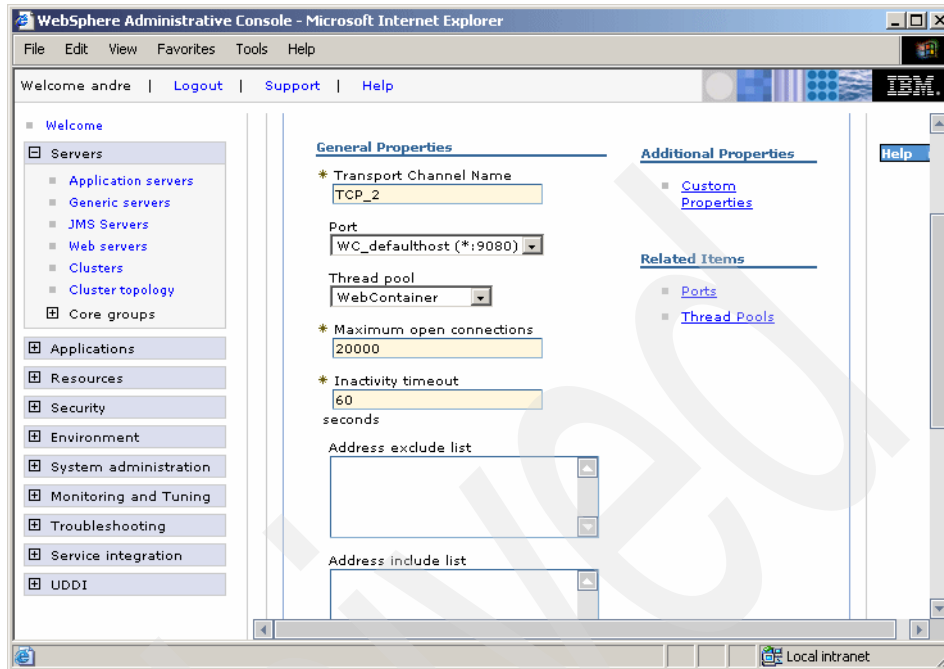 WebSphere Administrative Console - Microsoft Internet Explorer
File Edit View Favorites Tools Help
Welcome andre | Logout | Support | Help
IBM.
Welcome
Servers
Application servers
Generic servers
JMS Servers
Web servers
Clusters
Cluster topology
Core groups
Applications
Resources
Security
Environment
System administration
Monitoring and Tuning
Troubleshooting
Service integration
UDDI
General Properties
* Transport Channel Name
TCP_2
Port
WC_defaulthost (*:9080)
Thread pool
WebContainer
* Maximum open connections
20000
* Inactivity timeout
60
seconds
Address exclude list
Address include list
Additional Properties
Custom
Properties
Related Items
Ports
Thread Pools
Help
Local intranet
ived